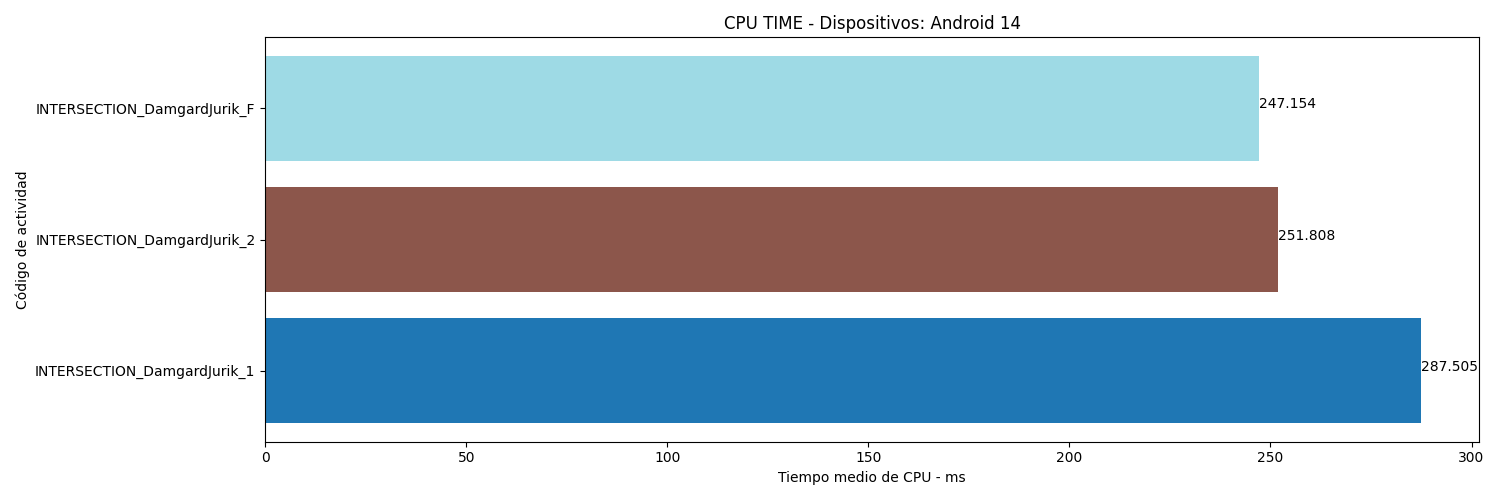 CPU TIME - Dispositivos: Android 14
INTERSECTION_DamgardJurik_F
247.154
INTERSECTION_DamgardJurik_2
251.808
INTERSECTION_DamgardJurik_1
287.505
Código de actividad
0 50 100 150 200 250 300
Tiempo medio de CPU - ms